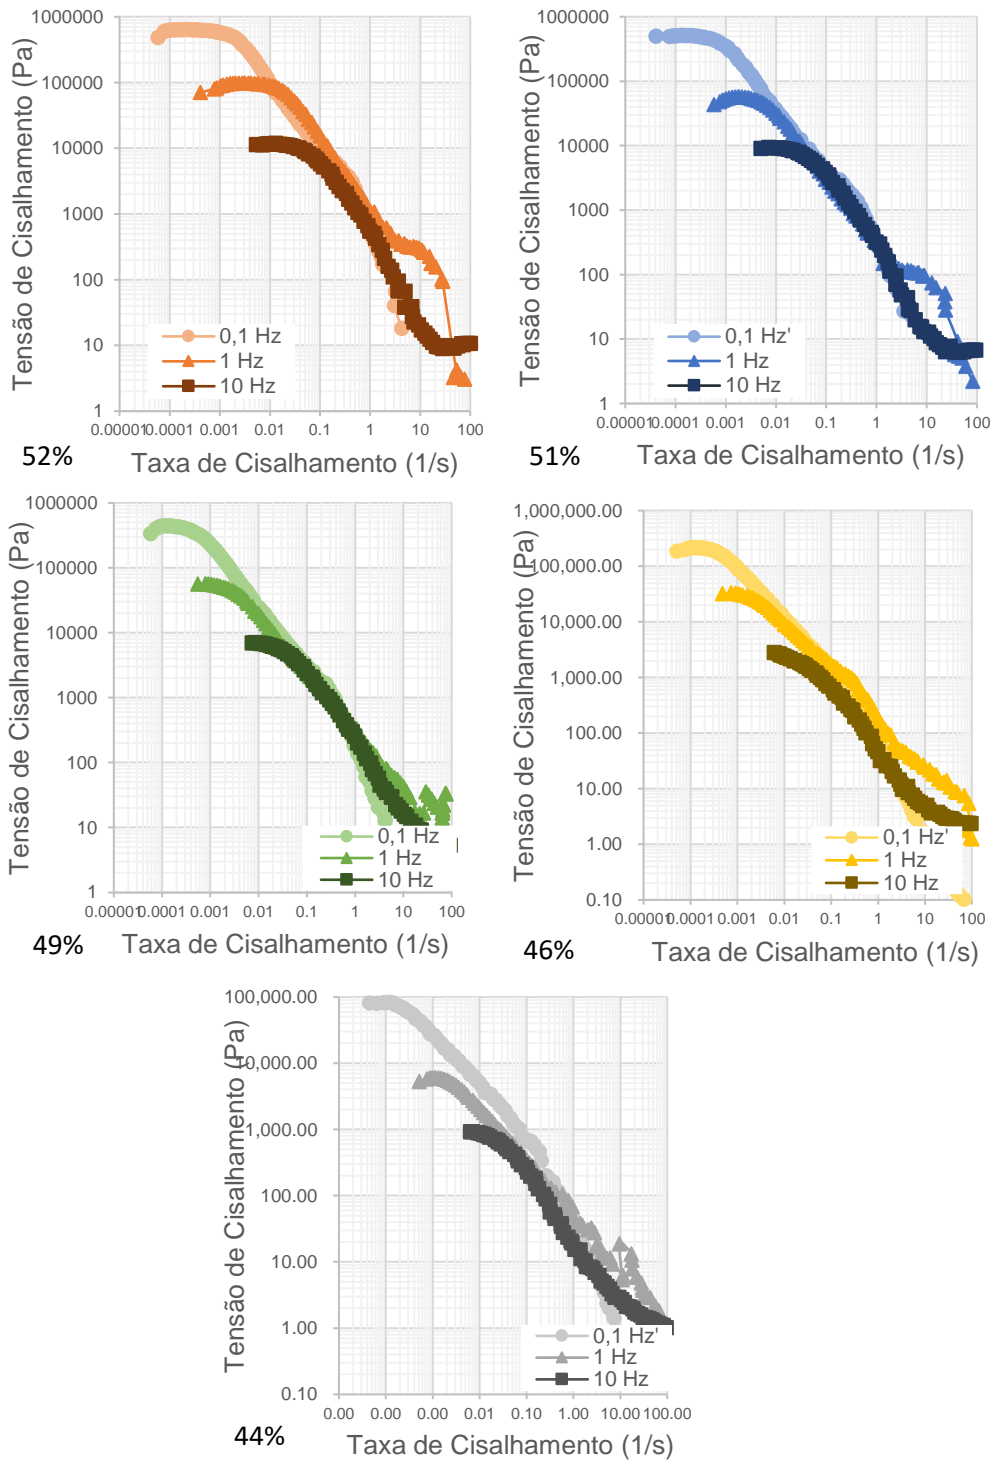 Tensão de Cisalhamento (Pa)
1000000
100000
10000
1000
100
10
1
0,1 Hz
1 Hz
10 Hz
0.00001 0.0001 0.001 0.01 0.1 1 10 100
52%
Taxa de Cisalhamento (1/s)
Tensão de Cisalhamento (Pa)
1000000
100000
10000
1000
100
10
1
0,1 Hz'
1 Hz
10 Hz
0.00001 0.0001 0.001 0.01 0.1 1 10 100
51%
Taxa de Cisalhamento (1/s)
Tensão de Cisalhamento (Pa)
1000000
100000
10000
1000
100
10
1
0,1 Hz
1 Hz
10 Hz
0.00001 0.0001 0.001 0.01 0.1 1 10 100
49%
Taxa de Cisalhamento (1/s)
Tensão de Cisalhamento (Pa)
1,000,000.00
100,000.00
10,000.00
1,000.00
100.00
10.00
1.00
0.10
0,1 Hz'
1 Hz
10 Hz
0.00001 0.0001 0.001 0.01 0.1 1 10 100
46%
Taxa de Cisalhamento (1/s)
Tensão de Cisalhamento (Pa)
100,000.00
10,000.00
1,000.00
100.00
10.00
1.00
0.10
0,1 Hz'
1 Hz
10 Hz
0.00 0.00 0.00 0.01 0.10 1.00 10.00 100.00
44%
Taxa de Cisalhamento (1/s)